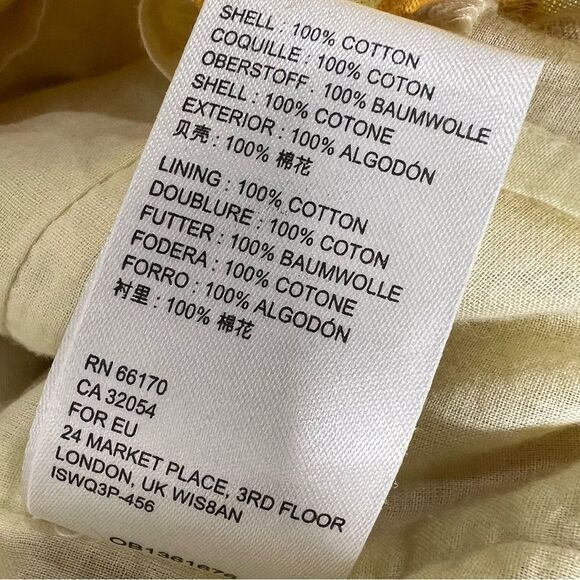 SHELL : 100% COTTON
COQUILLE : 100% COTON
OBERSTOFF : 100% BAUMWOLLE
SHELL : 100% COTONE
EXTERIOR : 100% ALGODÓN
贝壳 : 100% 棉花
LINING : 100% COTTON
DOUBLURE : 100% COTON
FUTTER : 100% BAUMWOLLE
FODERA : 100% COTONE
FORRO : 100% ALGODÓN
衬里 : 100% 棉花
RN 66170
CA 32054
FOR EU
24 MARKET PLACE, 3RD FLOOR
LONDON, UK WIS8AN
ISWQ3P-456